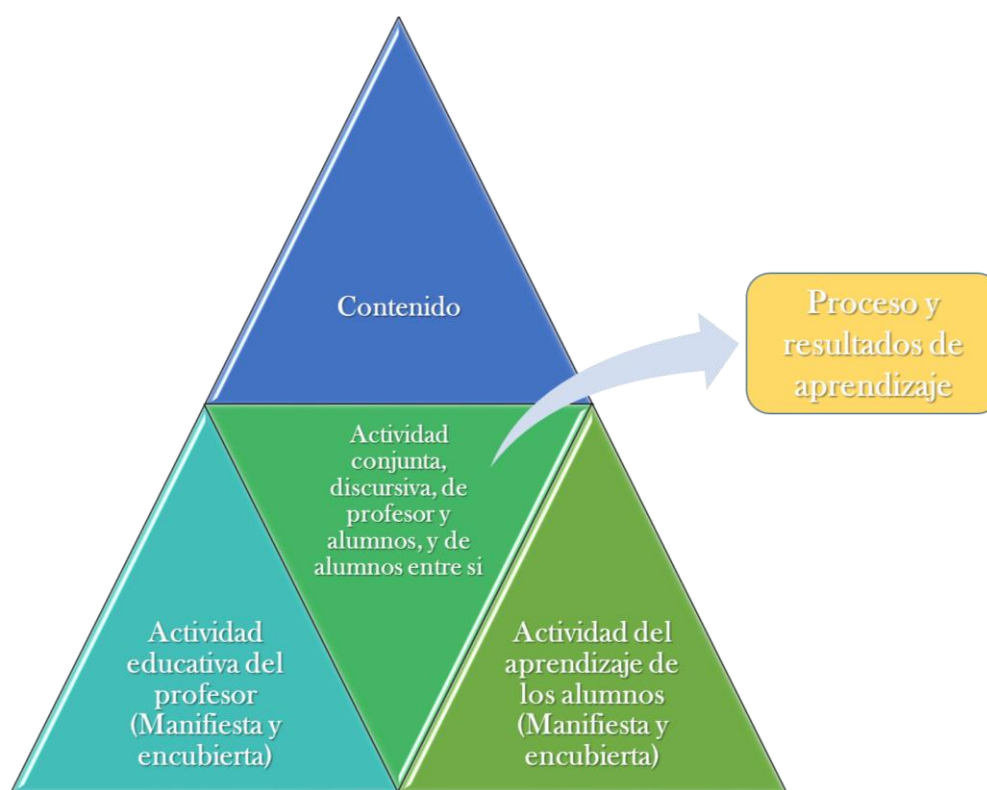 Contenido
Proceso y
resultados de
aprendizaje
Actividad
conjunta,
discursiva, de
profesor y
alumnos, y de
alumnos entre si
Actividad
educativa del
profesor
(Manifiesta y
encubierta)
Actividad del
aprendizaje de
los alumnos
(Manifiesta y
encubierta)